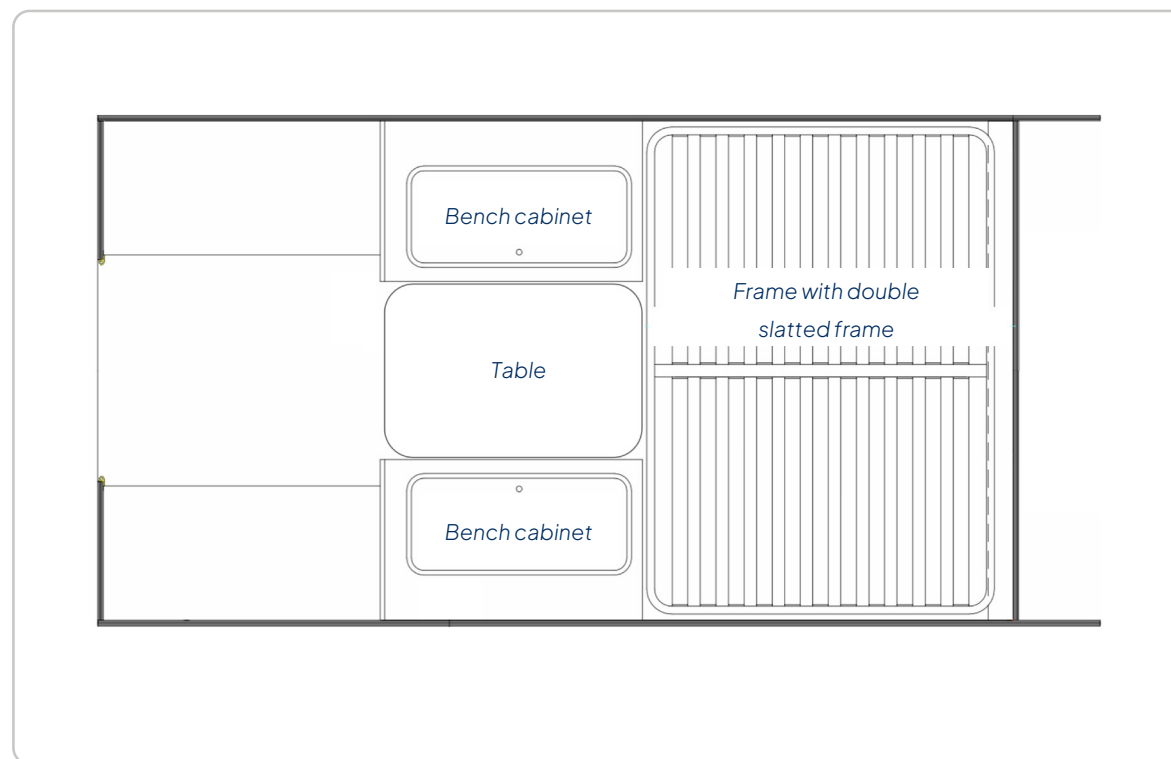 Bench cabinet
Frame with double
slatted frame
Table
Bench cabinet